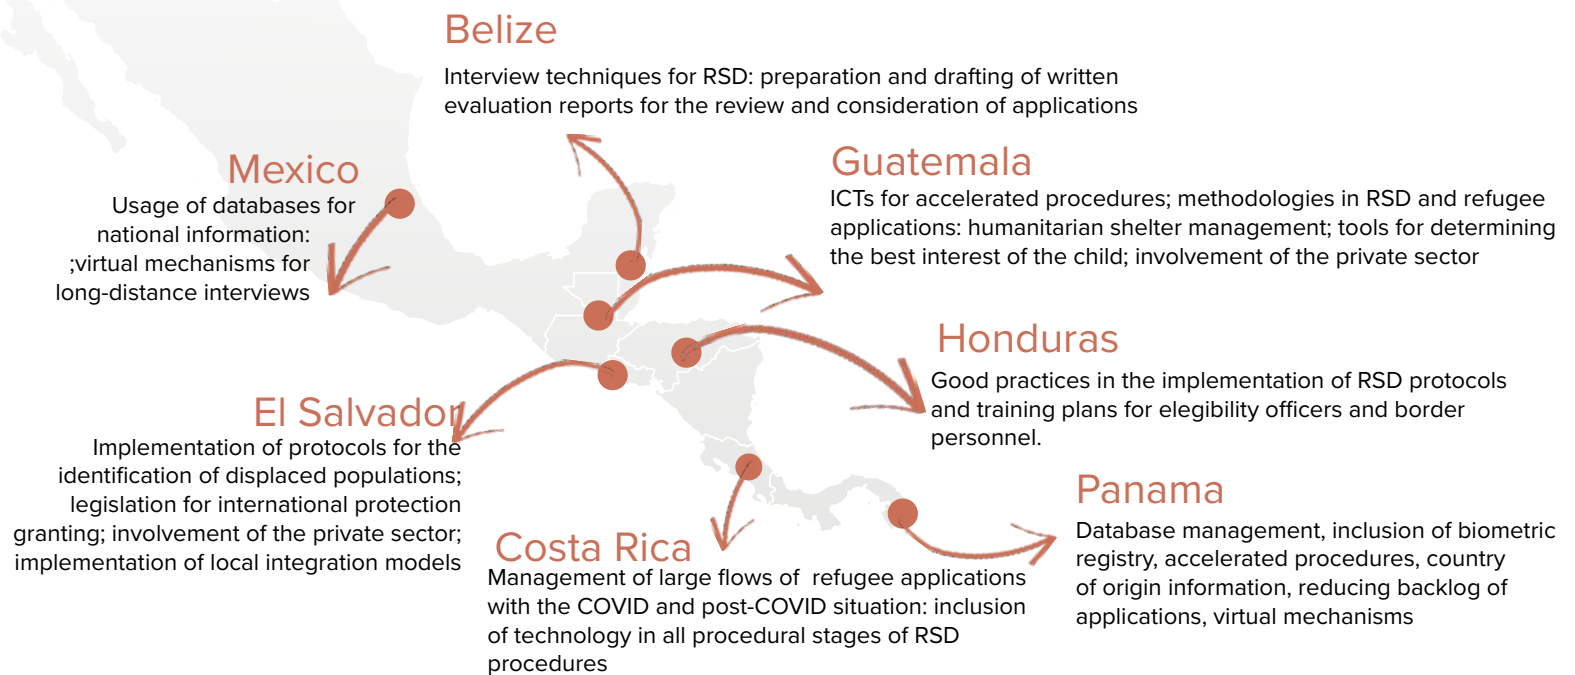 Belize
Interview techniques for RSD: preparation and drafting of written
evaluation reports for the review and consideration of applications
Mexico
Usage of databases for
national information:
;virtual mechanisms for
long-distance interviews
Guatemala
ICTs for accelerated procedures; methodologies in RSD and refugee
applications: humanitarian shelter management; tools for determining
the best interest of the child; involvement of the private sector
Honduras
Good practices in the implementation of RSD protocols
and training plans for elegibility officers and border
personnel.
El Salvador
Implementation of protocols for the
identification of displaced populations;
legislation for international protection
granting; involvement of the private sector;
implementation of local integration models
Costa Rica
Management of large flows of refugee applications
with the COVID and post-COVID situation: inclusion
of technology in all procedural stages of RSD
procedures
Panama
Database management, inclusion of biometric
registry, accelerated procedures, country
of origin information, reducing backlog of
applications, virtual mechanisms